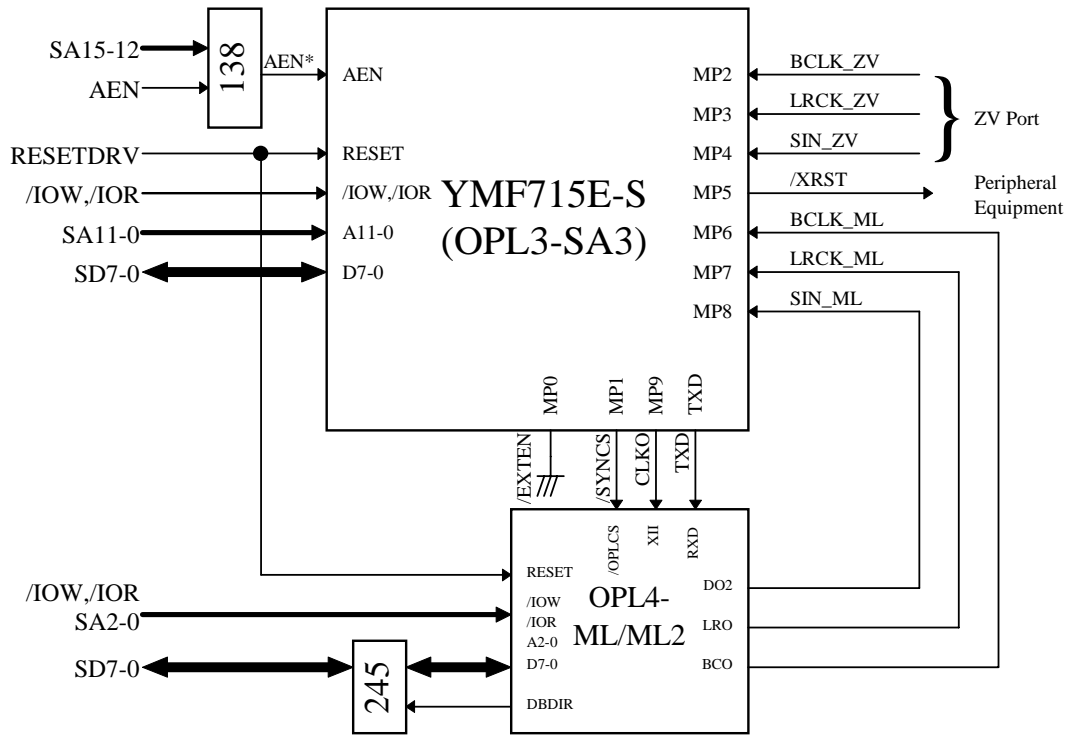 SA15-12
AEN
138
AEN*
AEN
RESETDRV
RESET
/IOW,/IOR
/IOW,/IOR
SA11-0
A11-0
SD7-0
D7-0
YMF715E-S
(OPL3-SA3)
MP2
BCLK_ZV
MP3
LRCK_ZV
MP4
SIN_ZV
ZV Port
MP5
/XRST
Peripheral
Equipment
MP6
BCLK_ML
MP7
LRCK_ML
MP8
SIN_ML
MP0
MP1
MP9
TXD
/EXTEN
/SYNCS
CLKO
TXD
/OPLCS
XII
RXD
RESET
/IOW,/IOR
SA2-0
/IOW
/IOR
A2-0
SD7-0
245
D7-0
DBDIR
OPL4-
ML/ML2
DO2
LRO
BCO